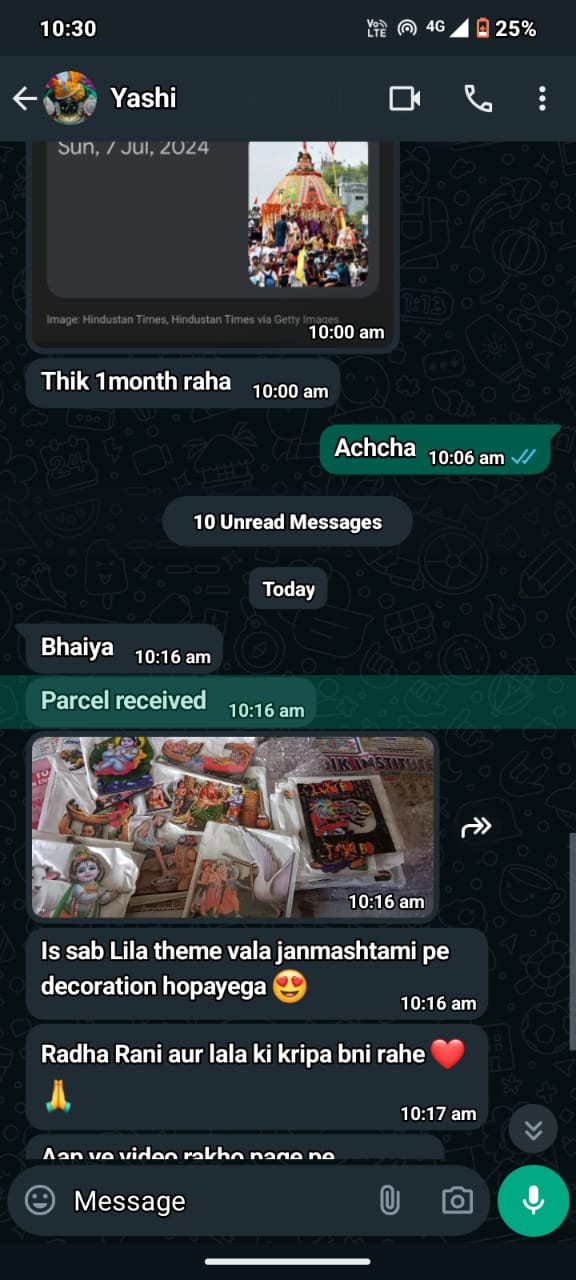 10:30
Vo)) LTE
4G
25%
Yashi
Sun, 7 Jul, 2024
Image: Hindustan Times, Hindustan Times via Getty Images
10:00 am
Thik 1month raha 10:00 am
Achcha 10:06 am
10 Unread Messages
Today
Bhaiya 10:16 am
Parcel received 10:16 am
10:16 am
Is sab Lila theme vala janmashtami pe
decoration hopayega 😍
10:16 am
Radha Rani aur lala ki kripa bni rahe ❤️
🙏
10:17 am
Aap ye video rakho page pe
Message